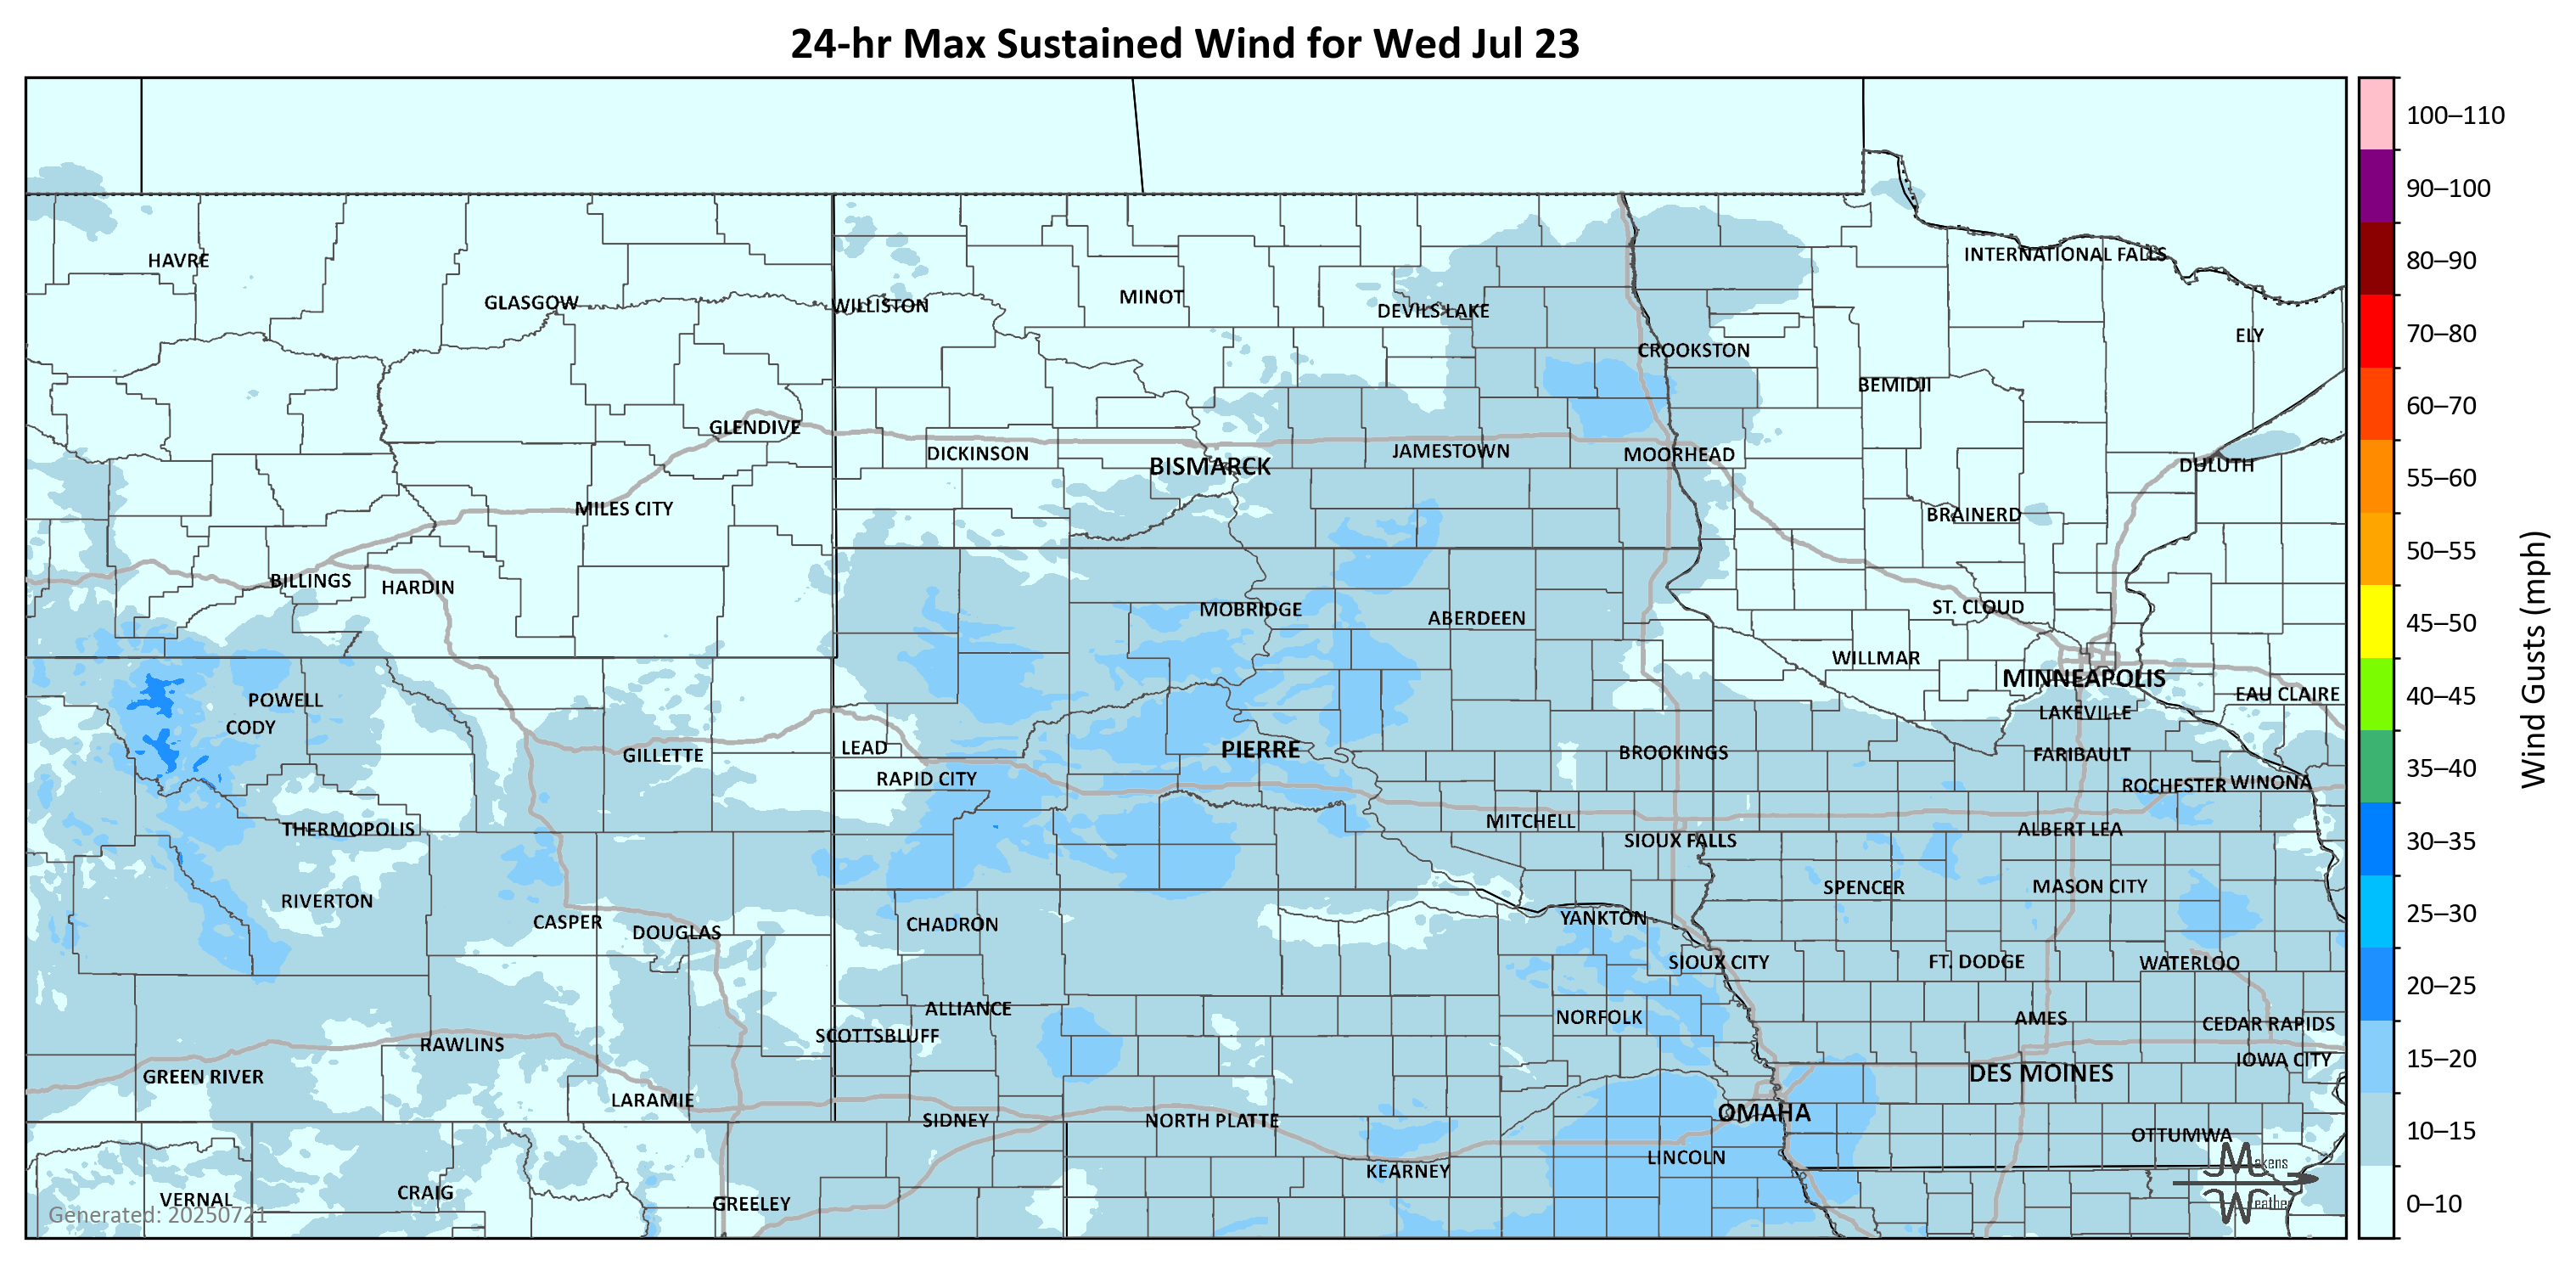 24-hr Max Sustained Wind for Wed Jul 23
100–110
90–100
80–90
70–80
60–70
55–60
50–55
45–50
40–45
35–40
30–35
25–30
20–25
15–20
10–15
0–10
Wind Gusts (mph)
HAVRE
INTERNATIONAL FALLS
GLASGOW
WILLISTON
MINOT
DEVILS LAKE
ELY
CROOKSTON
BEMIDJI
GLENDIVE
DICKINSON
BISMARCK
JAMESTOWN
MOORHEAD
DULUTH
MILES CITY
BRAINERD
BILLINGS
HARDIN
MOBRIDGE
ABERDEEN
ST. CLOUD
WILLMAR
MINNEAPOLIS
POWELL
EAU CLAIRE
CODY
LAKEVILLE
GILLETTE
LEAD
PIERRE
BROOKINGS
FARIBAULT
RAPID CITY
ROCHESTER
WINONA
THERMOPOLIS
MITCHELL
ALBERT LEA
SIOUX FALLS
RIVERTON
SPENCER
MASON CITY
CASPER
DOUGLAS
CHADRON
YANKTON
SIOUX CITY
FT. DODGE
WATERLOO
ALLIANCE
NORFOLK
AMES
CEDAR RAPIDS
SCOTTSBLUFF
RAWLINS
IOWA CITY
GREEN RIVER
DES MOINES
LARAMIE
SIDNEY
NORTH PLATTE
OMAHA
OTTUMWA
KEARNEY
LINCOLN
VERNAL
CRAIG
GREELEY
Generated: 20250721
Makens
Weather